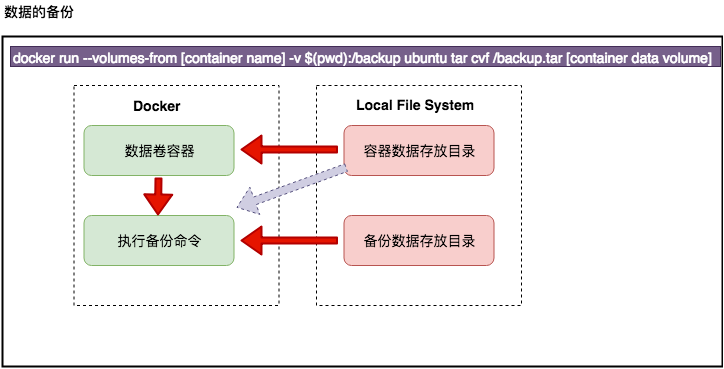 数据的备份
docker run --volumes-from [container name] -v $(pwd):/backup ubuntu tar cvf /backup.tar [container data volume]
Docker
Local File System
数据卷容器
容器数据存放目录
执行备份命令
备份数据存放目录